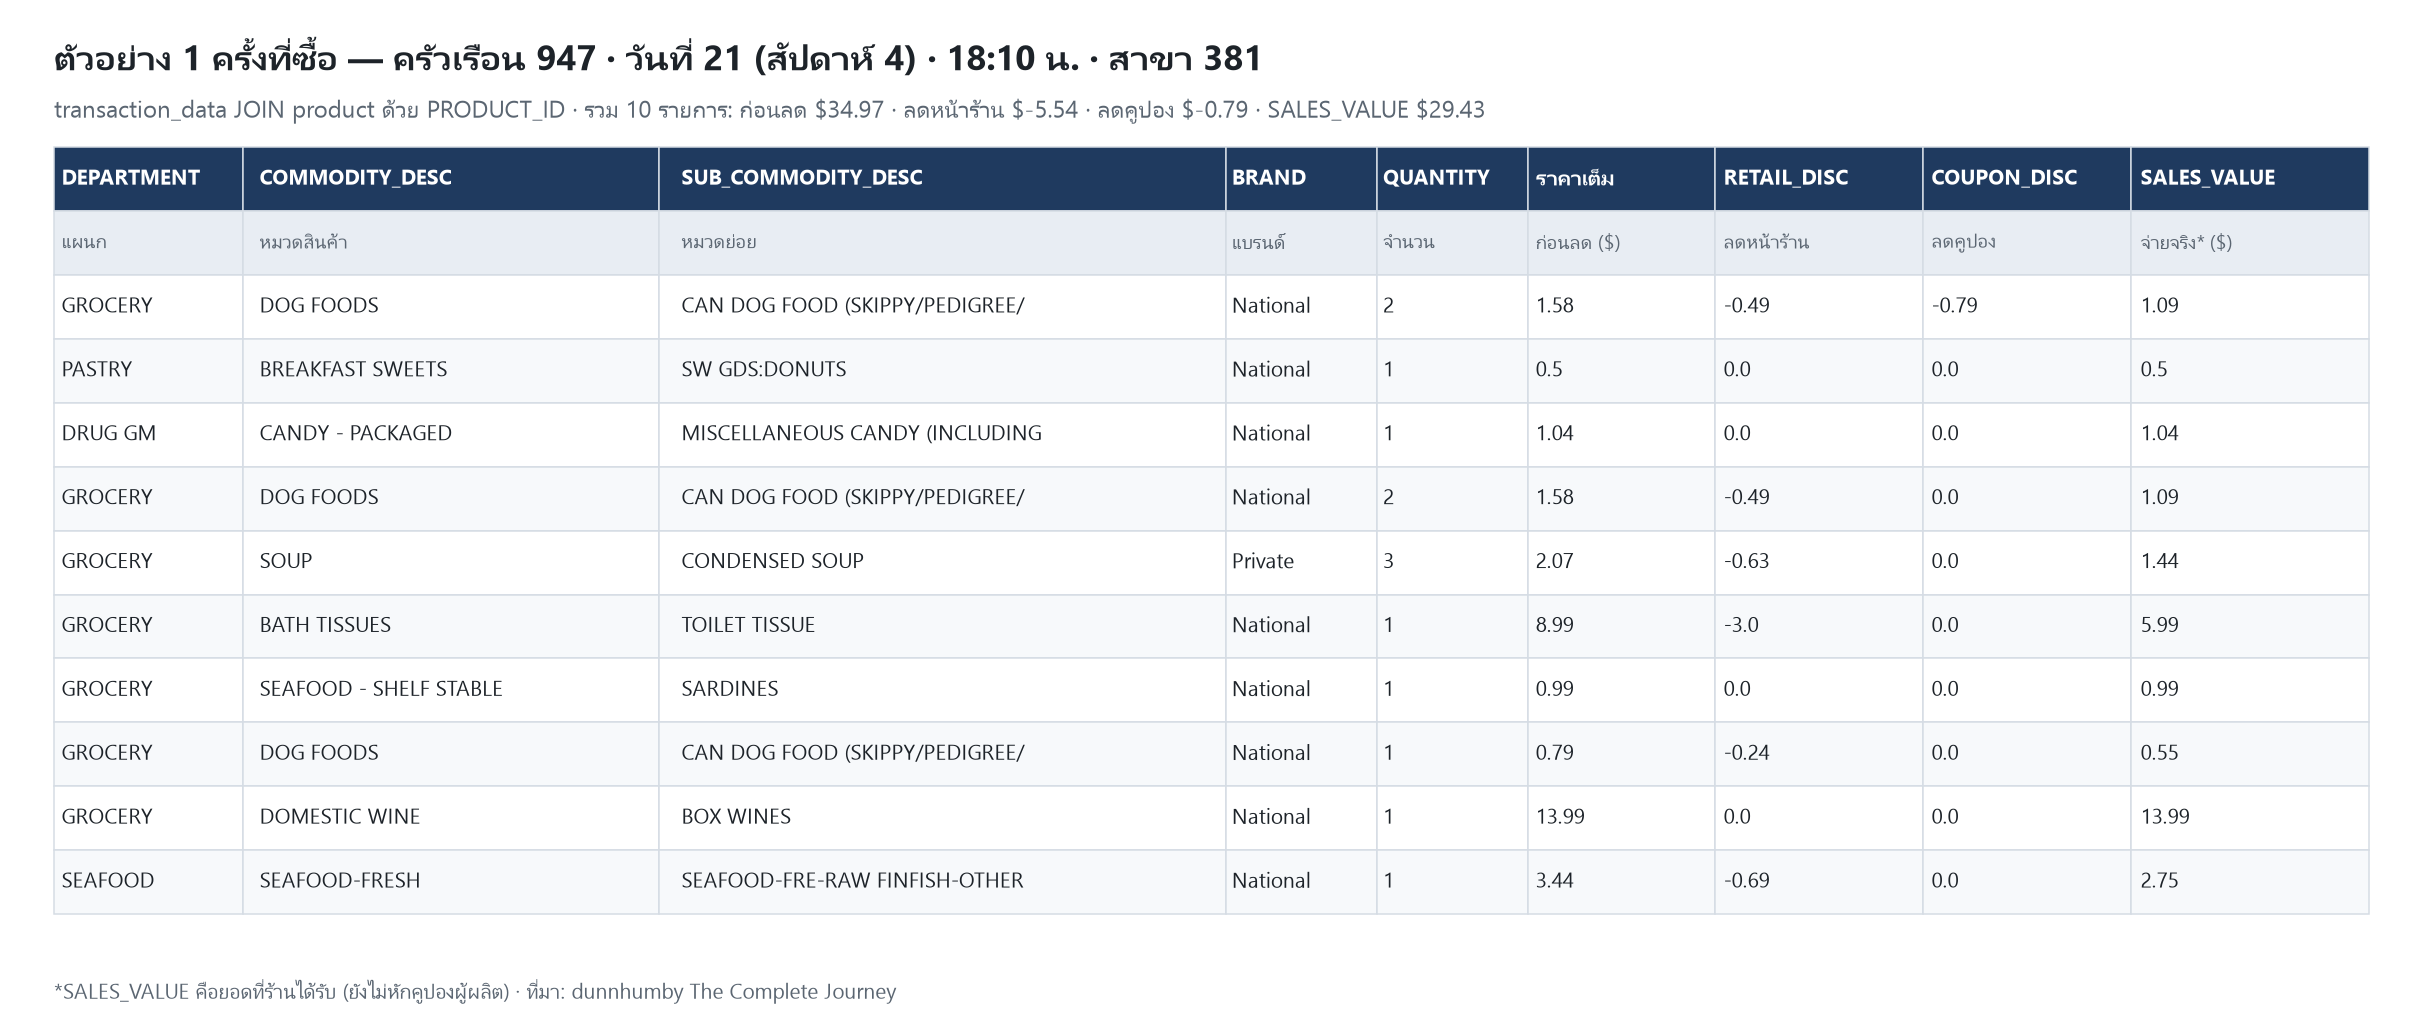 ตัวอย่าง 1 ครั้งที่ซื้อ — ครัวเรือน 947 · วันที่ 21 (สัปดาห์ 4) · 18:10 น. · สาขา 381
transaction_data JOIN product ด้วย PRODUCT_ID · รวม 10 รายการ: ก่อนลด $34.97 · ลดหน้าร้าน $-5.54 · ลดคูปอง $-0.79 · SALES_VALUE $29.43
DEPARTMENT COMMODITY_DESC SUB_COMMODITY_DESC BRAND QUANTITY ราคาเต็ม RETAIL_DISC COUPON_DISC SALES_VALUE
แผนก หมวดสินค้า หมวดย่อย แบรนด์ จำนวน ก่อนลด ($) ลดหน้าร้าน ลดคูปอง จ่ายจริง* ($)
GROCERY DOG FOODS CAN DOG FOOD (SKIPPY/PEDIGREE/ National 2 1.58 -0.49 -0.79 1.09
PASTRY BREAKFAST SWEETS SW GDS:DONUTS National 1 0.5 0.0 0.0 0.5
DRUG GM CANDY - PACKAGED MISCELLANEOUS CANDY (INCLUDING National 1 1.04 0.0 0.0 1.04
GROCERY DOG FOODS CAN DOG FOOD (SKIPPY/PEDIGREE/ National 2 1.58 -0.49 0.0 1.09
GROCERY SOUP CONDENSED SOUP Private 3 2.07 -0.63 0.0 1.44
GROCERY BATH TISSUES TOILET TISSUE National 1 8.99 -3.0 0.0 5.99
GROCERY SEAFOOD - SHELF STABLE SARDINES National 1 0.99 0.0 0.0 0.99
GROCERY DOG FOODS CAN DOG FOOD (SKIPPY/PEDIGREE/ National 1 0.79 -0.24 0.0 0.55
GROCERY DOMESTIC WINE BOX WINES National 1 13.99 0.0 0.0 13.99
SEAFOOD SEAFOOD-FRESH SEAFOOD-FRE-RAW FINFISH-OTHER National 1 3.44 -0.69 0.0 2.75
*SALES_VALUE คือยอดที่ร้านได้รับ (ยังไม่หักคูปองผู้ผลิต) · ที่มา: dunnhumby The Complete Journey